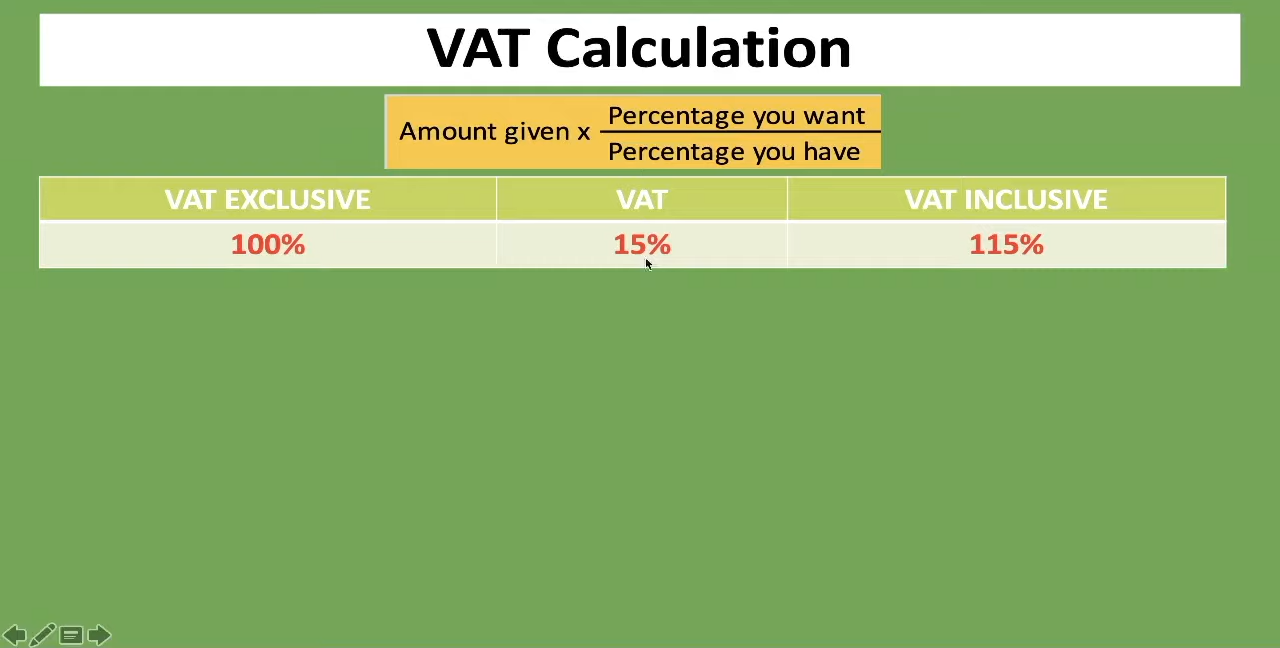 VAT Calculation
Amount given x Percentage you want
Percentage you have
VAT EXCLUSIVE VAT VAT INCLUSIVE
100% 15% 115%